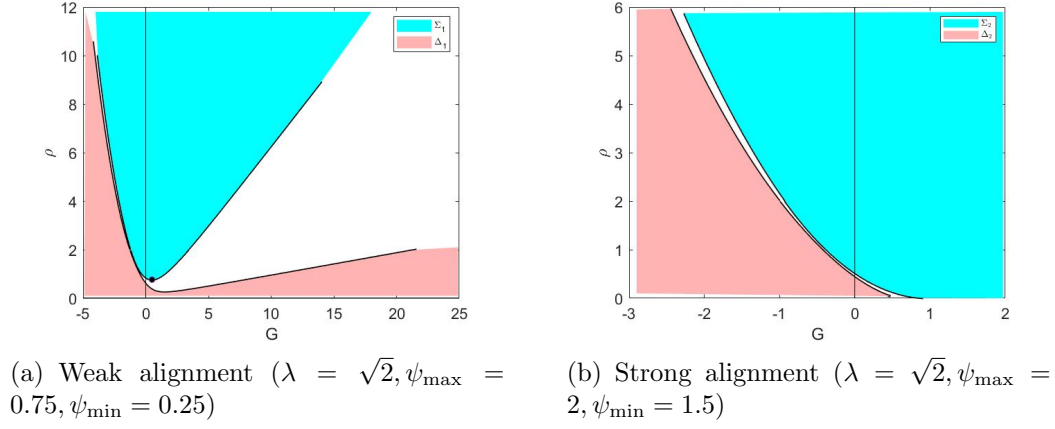 12
10
8
6
4
2
0
ρ
-5 0 5 10 15 20 25
G
Σ₁
Δ₁
6
5
4
3
2
1
0
ρ
-3 -2 -1 0 1 2
G
Σ₂
Δ₂
(a) Weak alignment (λ = √2, ψmax =
0.75, ψmin = 0.25)
(b) Strong alignment (λ = √2, ψmax =
2, ψmin = 1.5)